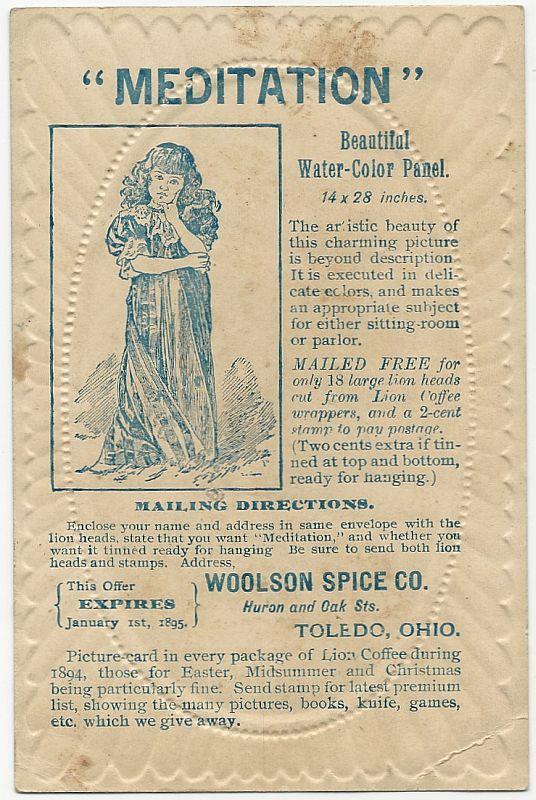 "MEDITATION"
Beautiful
Water-Color Panel.
14 x 28 inches.
The artistic beauty of
this charming picture
is beyond description
It is executed in deli-
cate colors, and makes
an appropriate subject
for either sitting-room
or parlor.
MAILED FREE for
only 18 large lion heads
cut from Lion Coffee
wrappers, and a 2-cent
stamp to pay postage.
(Two cents extra if tin-
ned at top and bottom,
ready for hanging.)
MAILING DIRECTIONS.
Enclose your name and address in same envelope with the
lion heads, state that you want "Meditation," and whether you
want it tinned ready for hanging Be sure to send both lion
heads and stamps. Address,
This Offer
EXPIRES
January 1st, 1895.
WOOLSON SPICE CO.
Huron and Oak Sts.
TOLEDO, OHIO.
Picture card in every package of Lion Coffee during
1894, those for Easter, Midsummer and Christmas
being particularly fine. Send stamp for latest premium
list, showing the many pictures, books, knife, games,
etc. which we give away.